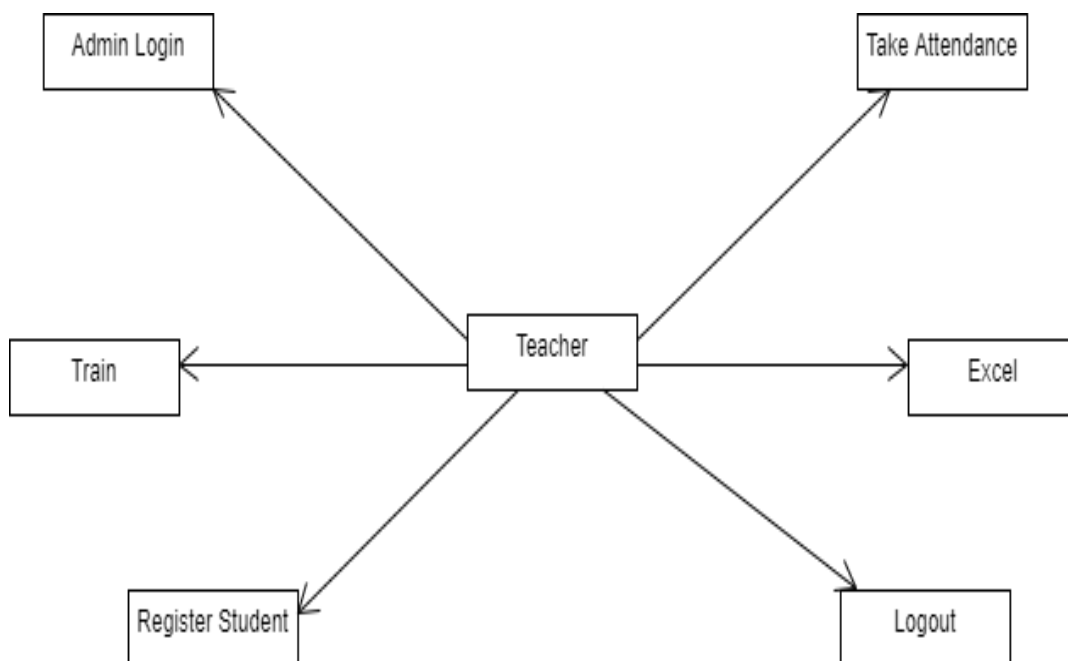 Admin Login
Take Attendance
Teacher
Train
Excel
Register Student
Logout